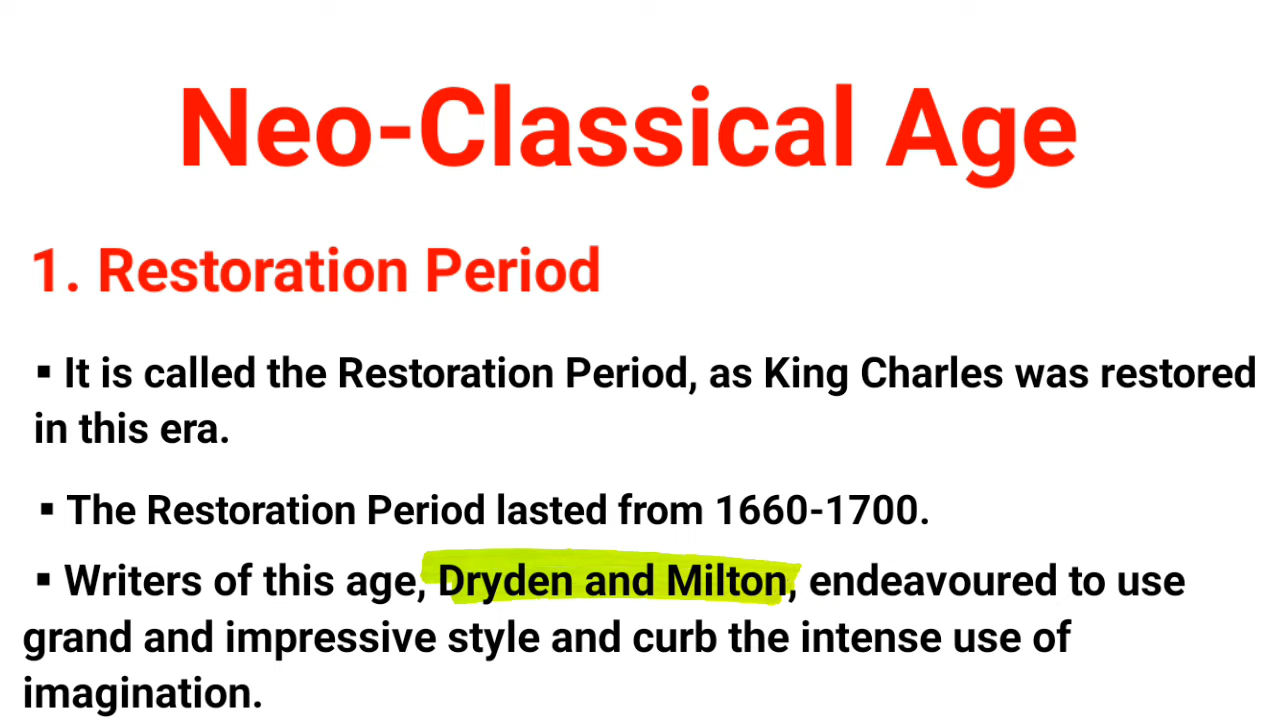 Neo-Classical Age
1. Restoration Period
▪ It is called the Restoration Period, as King Charles was restored
in this era.
▪ The Restoration Period lasted from 1660-1700.
▪ Writers of this age, Dryden and Milton, endeavoured to use
grand and impressive style and curb the intense use of
imagination.